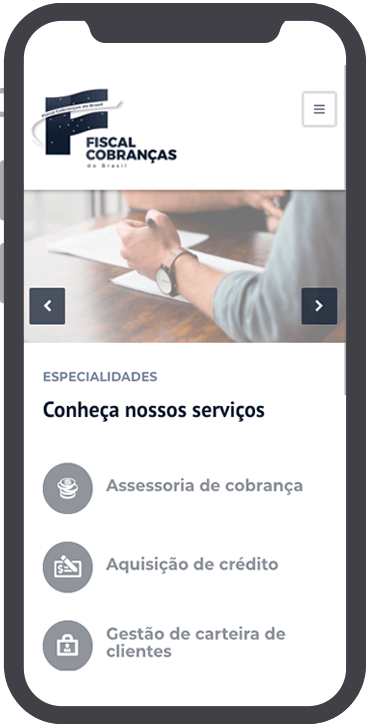 Fiscal Cobranças do Brasil
FISCAL
COBRANÇAS
do Brasil
ESPECIALIDADES
Conheça nossos serviços
Assessoria de cobrança
Aquisição de crédito
Gestão de carteira de
clientes